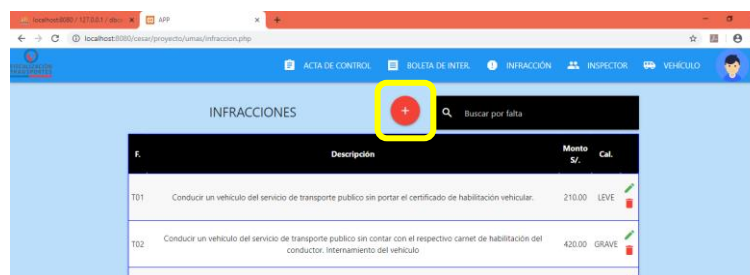 localhost:8080 / 127.0.0.1 /
APP
localhost:8080/cesar/proyecto/umas/infraccion.php
FISCALIZACIÓN
TRANSPORTES
ACTA DE CONTROL
BOLETA DE INTER.
INFRACCIÓN
INSPECTOR
VEHÍCULO
INFRACCIONES
+
Buscar por falta
F.
Descripción
Monto
S/.
Cal.
T01
Conducir un vehículo del servicio de transporte publico sin portar el certificado de habilitación vehicular.
210.00
LEVE
T02
Conducir un vehículo del servicio de transporte publico sin contar con el respectivo carnet de habilitación del
conductor. Internamiento del vehículo
420.00
GRAVE